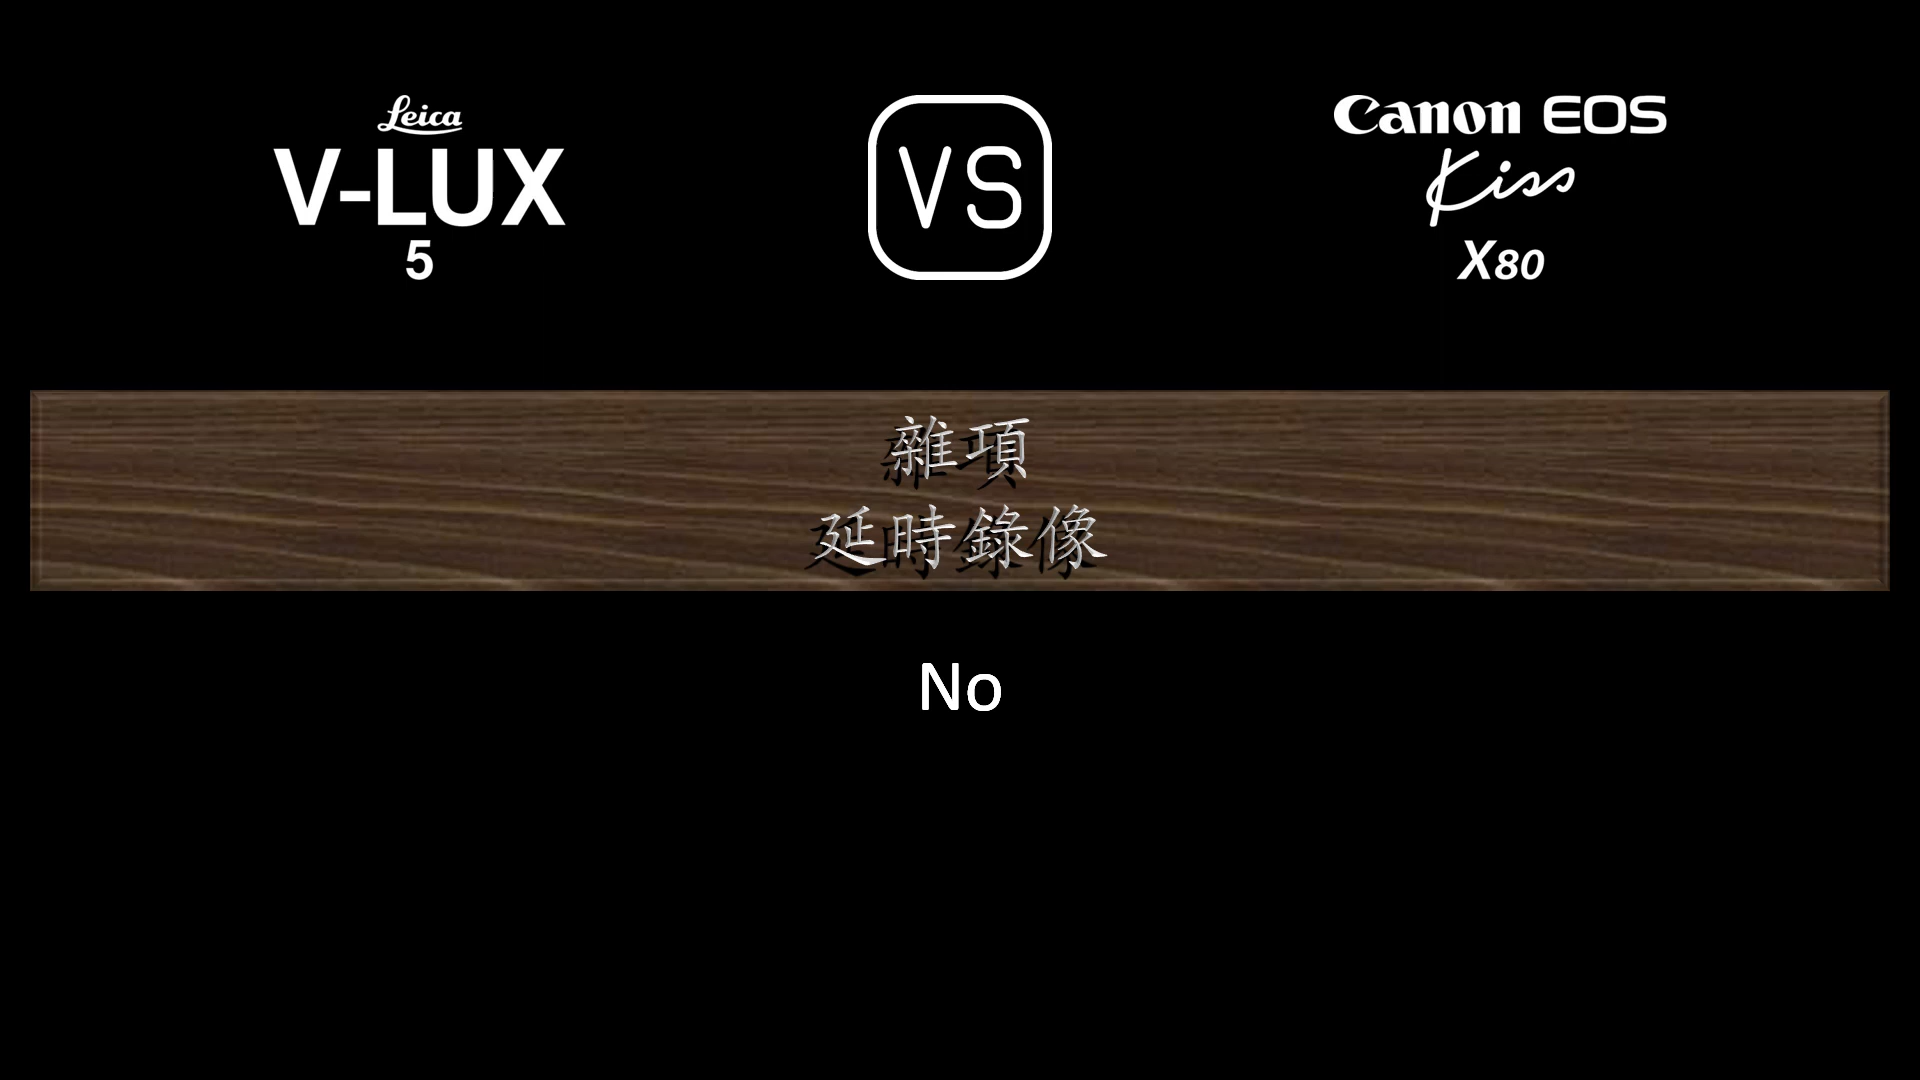 Leica
V-LUX
5
VS
Canon EOS
Kiss
X80
雜項
延時錄像
No